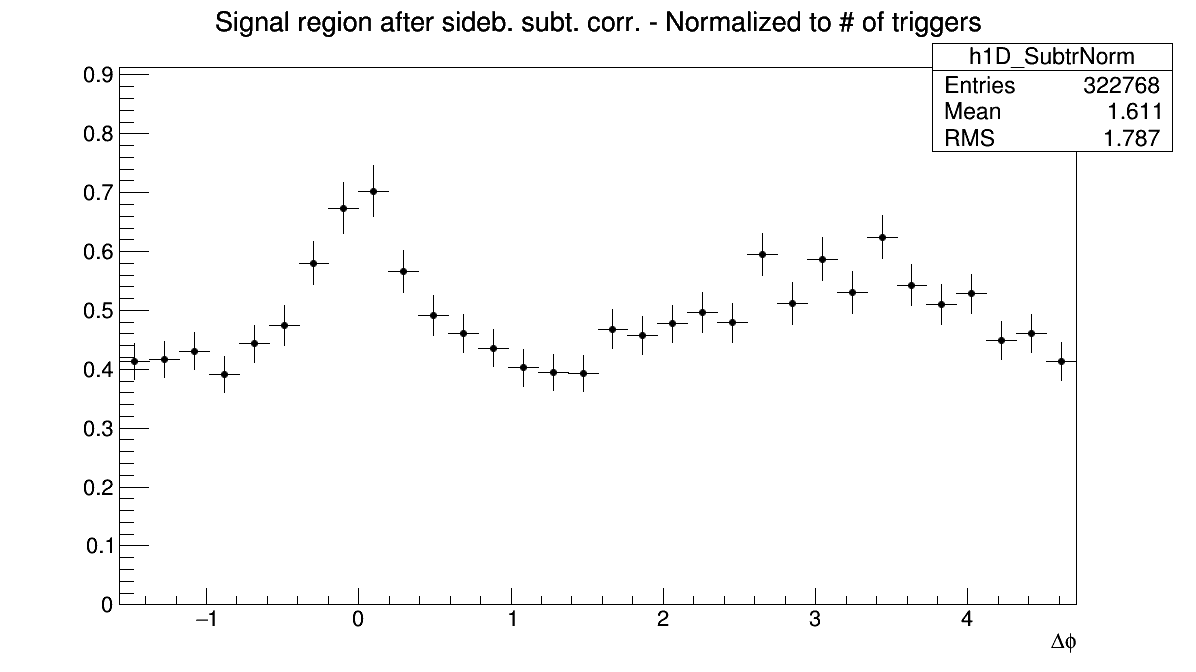 Signal region after sideb. subt. corr. - Normalized to # of triggers
h1D_SubtrNorm
Entries 322768
Mean 1.611
RMS 1.787
0.9
0.8
0.7
0.6
0.5
0.4
0.3
0.2
0.1
0
−1 0 1 2 3 4
Δϕ